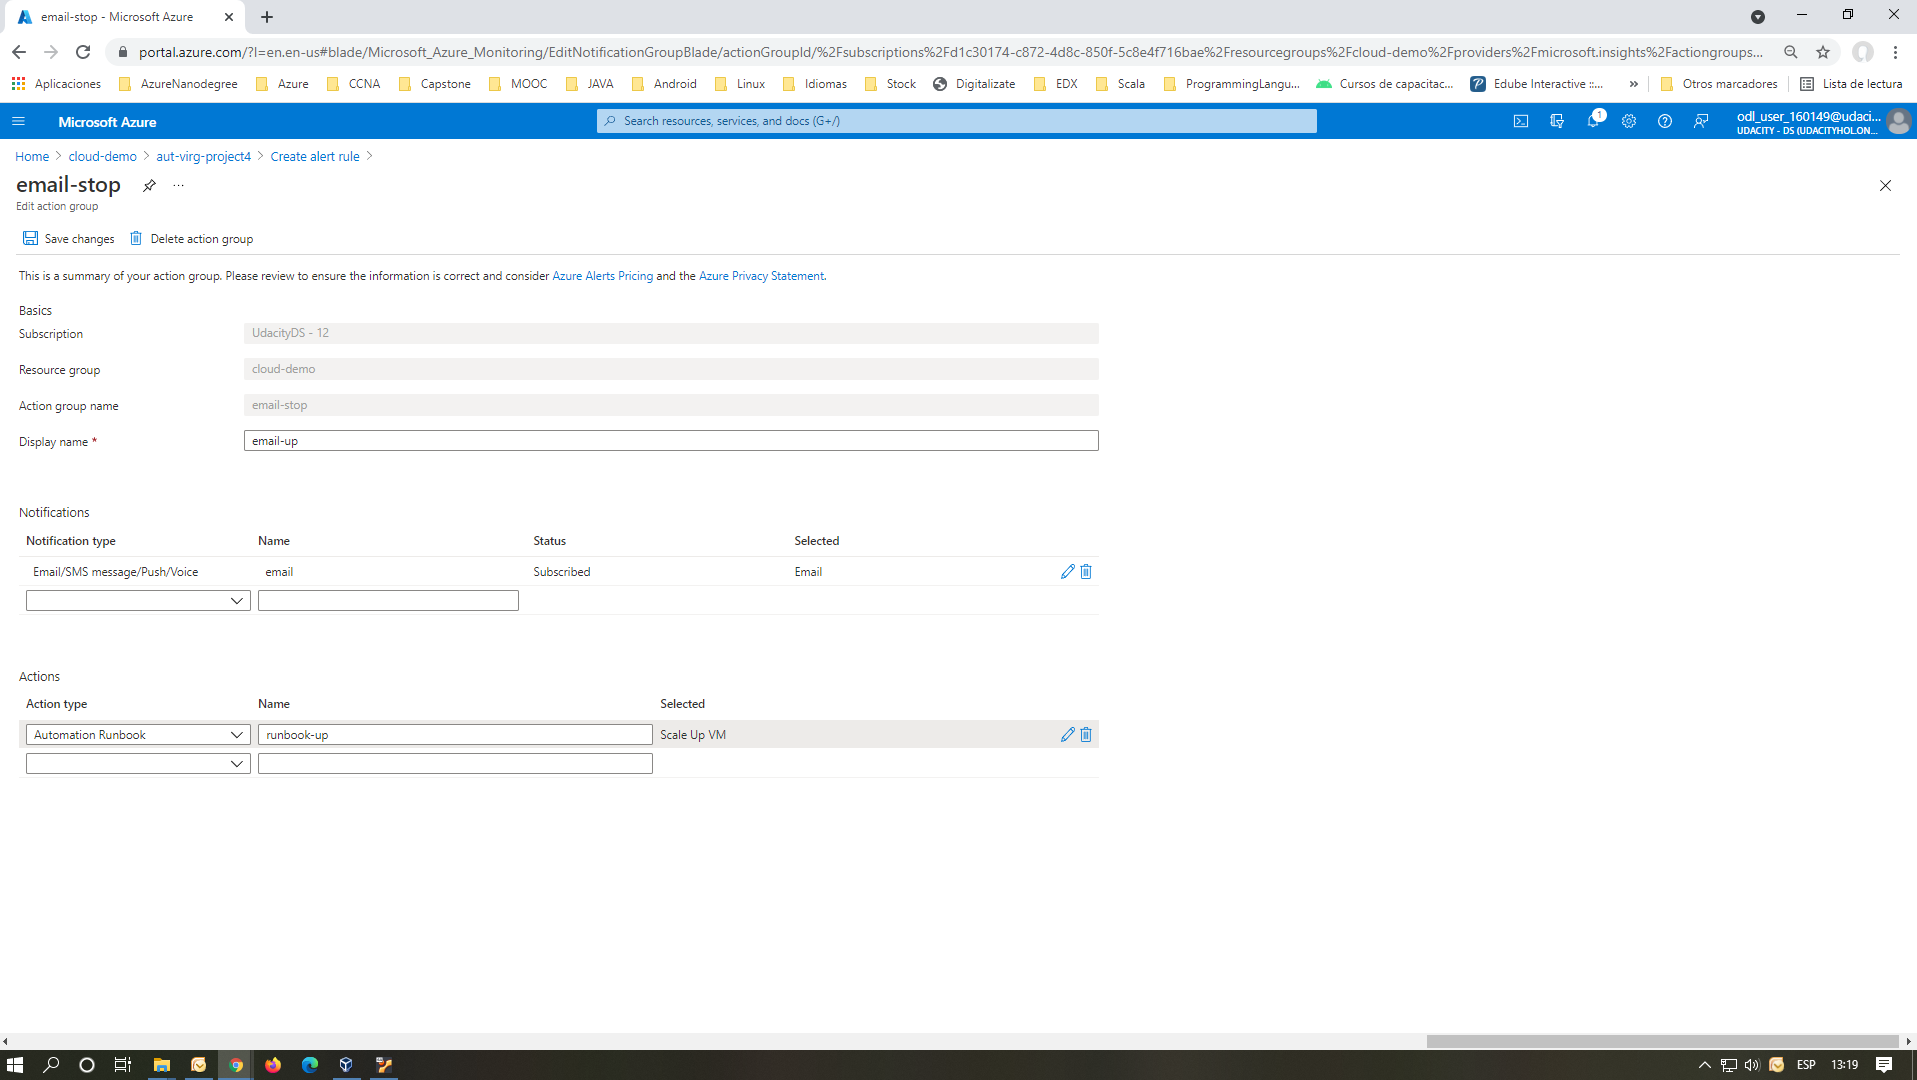 email-stop - Microsoft Azure
portal.azure.com/?l=en.en-us#blade/Microsoft_Azure_Monitoring/EditNotificationGroupBlade/actionGroupId/%2Fsubscriptions%2Fd1c30174-c872-4d8c-850f-5c8e4f716bae%2Fresourcegroups%2Fcloud-demo%2Fproviders%2Fmicrosoft.insights%2Factiongroups...
Aplicaciones AzureNanodegree Azure CCNA Capstone MOOC JAVA Android Linux Idiomas Stock Digitalizate EDX Scala ProgrammingLangu... Cursos de capacitac... Edube Interactive ::... » Otros marcadores Lista de lectura
Microsoft Azure
Search resources, services, and docs (G+/)
1
odl_user_160149@udaci...
UDACITY - DS (UDACITYHOLON...
Home > cloud-demo > aut-virg-project4 > Create alert rule >
email-stop ...
Edit action group
Save changes Delete action group
This is a summary of your action group. Please review to ensure the information is correct and consider Azure Alerts Pricing and the Azure Privacy Statement.
Basics
Subscription UdacityDS - 12
Resource group cloud-demo
Action group name email-stop
Display name * email-up
Notifications
Notification type Name Status Selected
Email/SMS message/Push/Voice email Subscribed Email
Actions
Action type Name Selected
Automation Runbook runbook-up Scale Up VM
ESP 13:19